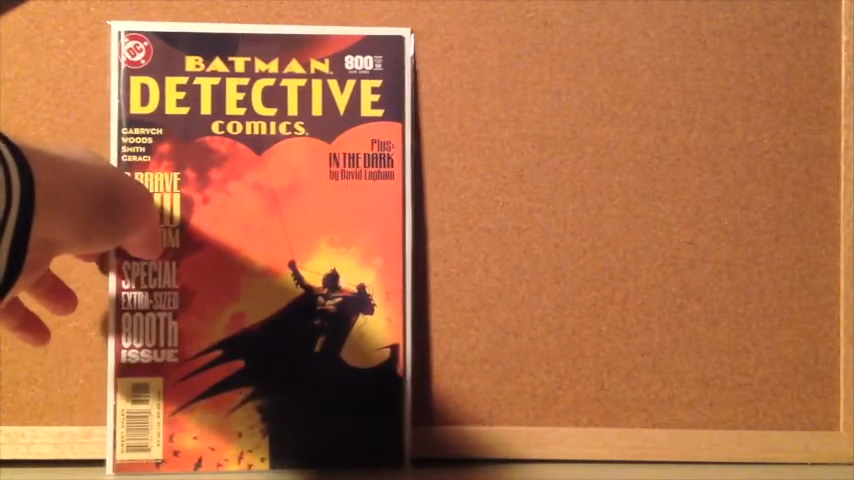 DC
BATMAN
DETECTIVE
COMICS
800
GABRYCH
WOODS
SMITH
GERACI
Plus:
IN THE DARK
by David Lapham
BRAVE
SPECIAL
EXTRA-SIZED
800Th
ISSUE